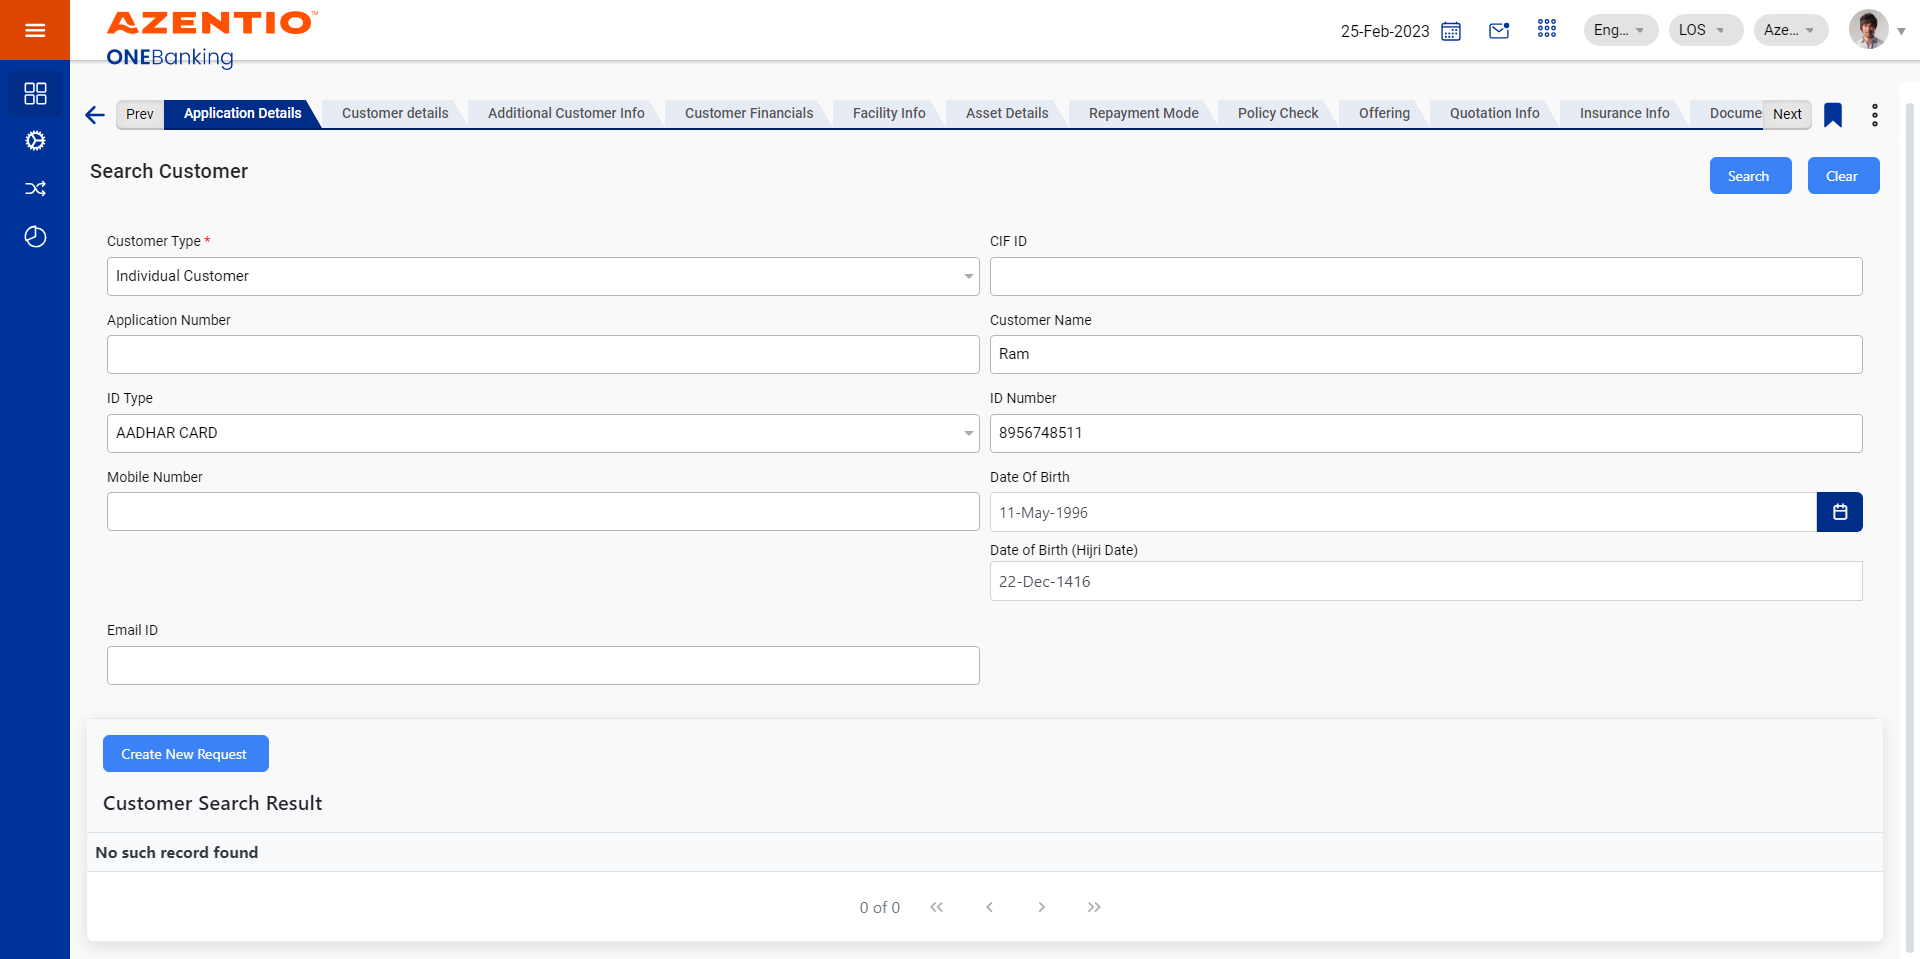 AZENTIO™
ONEBanking
25-Feb-2023
Eng...
LOS
Aze...
Prev
Application Details
Customer details
Additional Customer Info
Customer Financials
Facility Info
Asset Details
Repayment Mode
Policy Check
Offering
Quotation Info
Insurance Info
Docume
Next
Search Customer
Search
Clear
Customer Type *
CIF ID
Individual Customer
Application Number
Customer Name
Ram
ID Type
ID Number
AADHAR CARD
8956748511
Mobile Number
Date Of Birth
11-May-1996
Date of Birth (Hijri Date)
22-Dec-1416
Email ID
Create New Request
Customer Search Result
No such record found
0 of 0